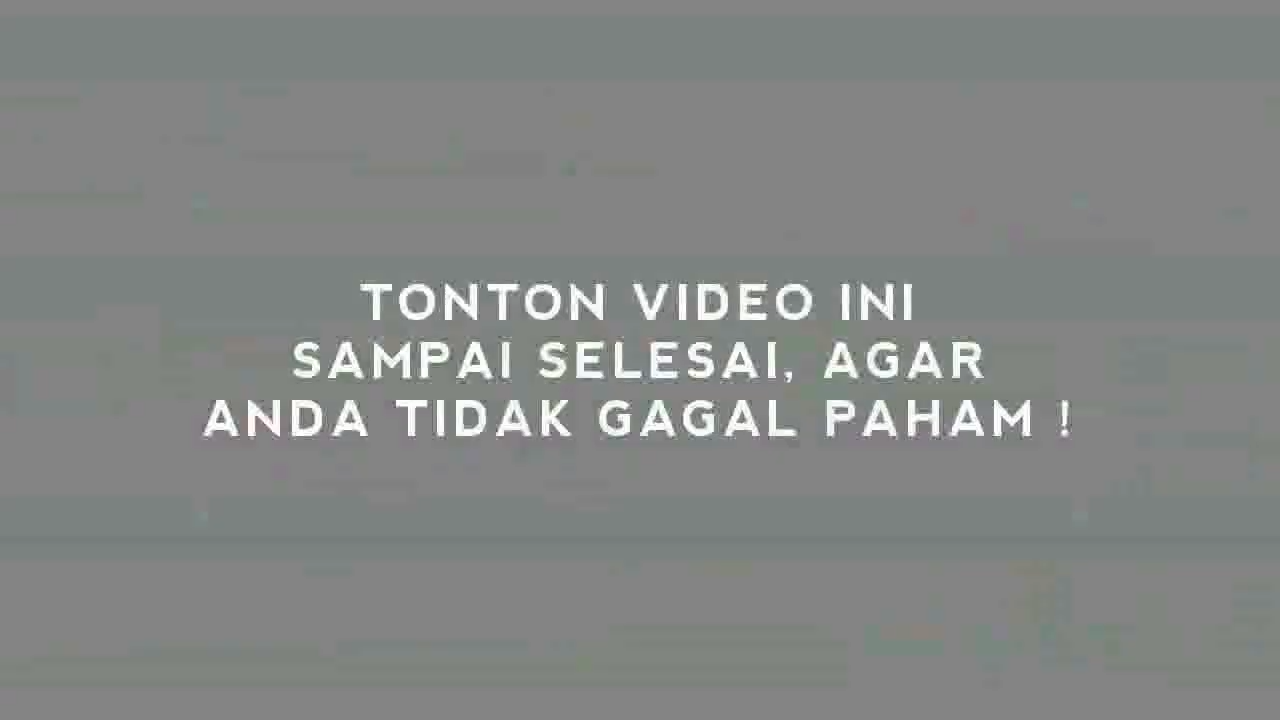 TONTON VIDEO INI
SAMPAI SELESAI, AGAR
ANDA TIDAK GAGAL PAHAM !